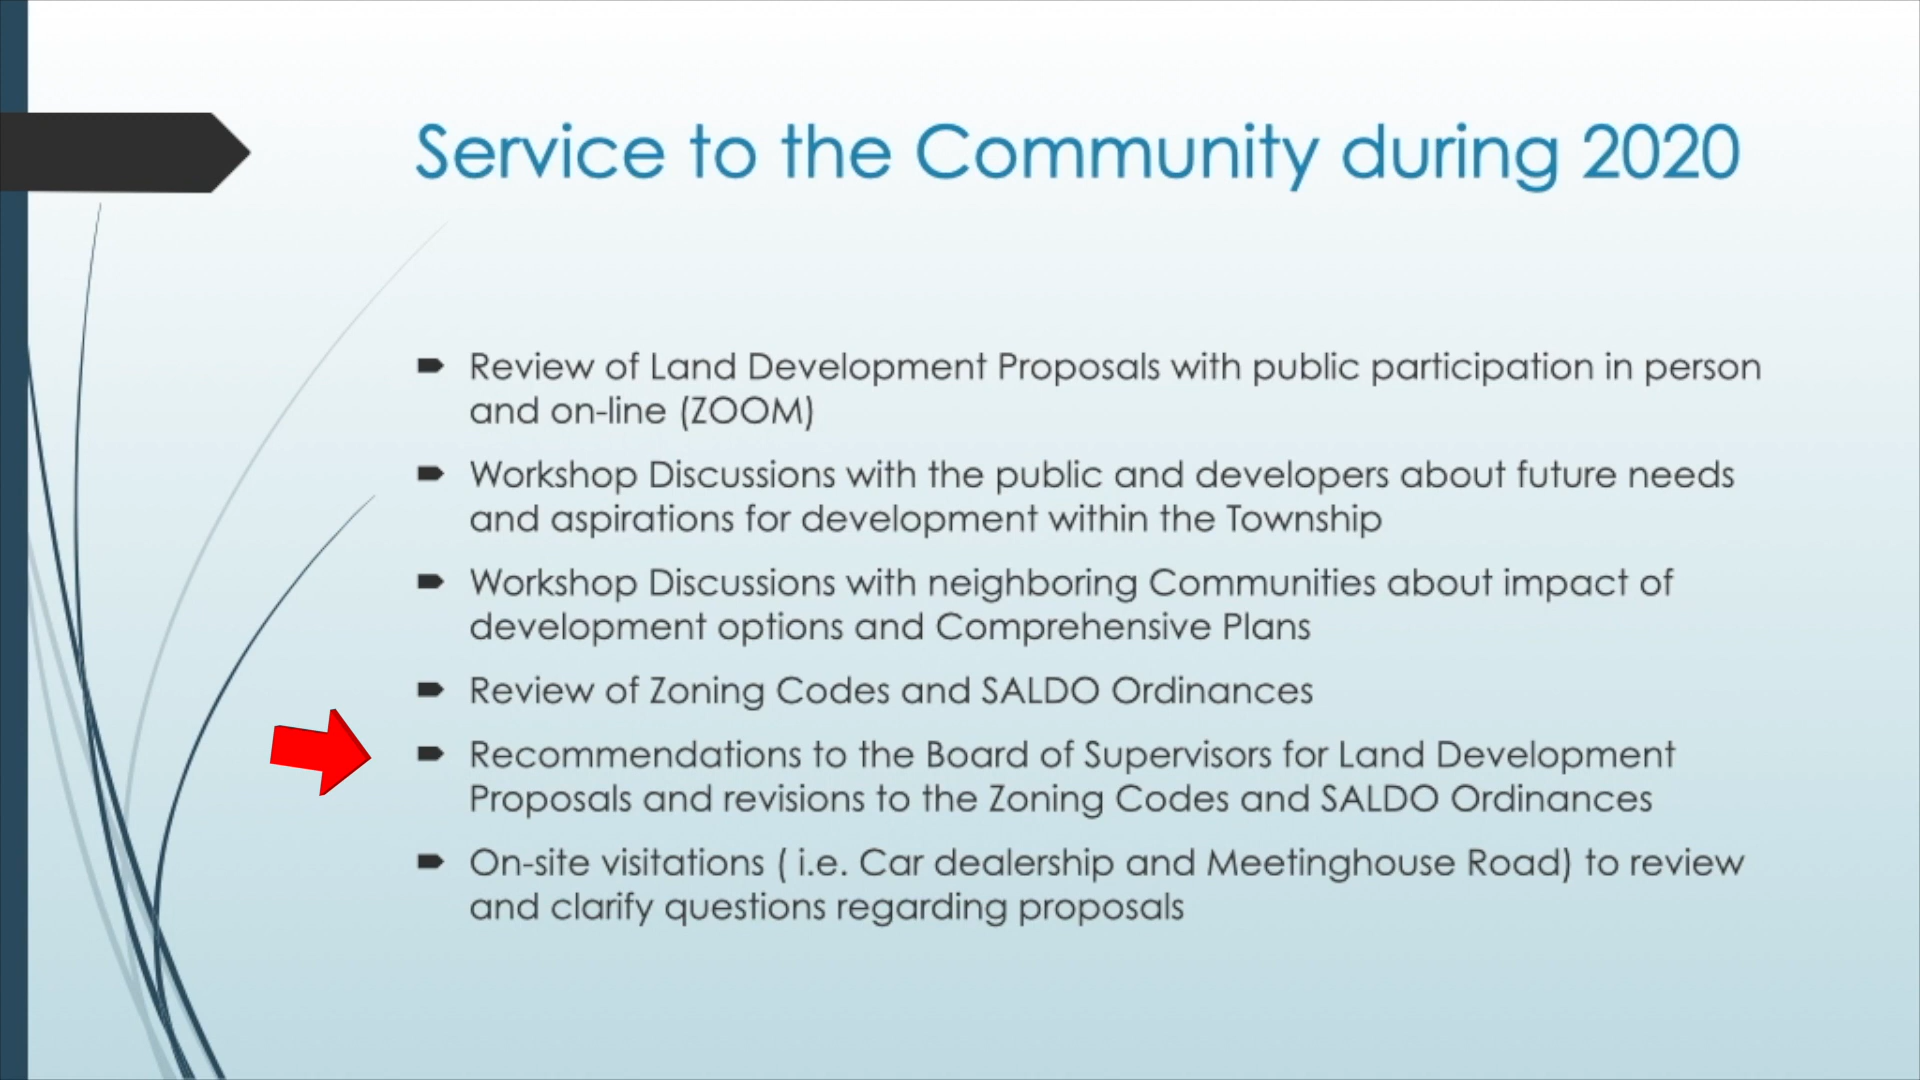 Service to the Community during 2020
Review of Land Development Proposals with public participation in person
and on-line (ZOOM)
Workshop Discussions with the public and developers about future needs
and aspirations for development within the Township
Workshop Discussions with neighboring Communities about impact of
development options and Comprehensive Plans
Review of Zoning Codes and SALDO Ordinances
Recommendations to the Board of Supervisors for Land Development
Proposals and revisions to the Zoning Codes and SALDO Ordinances
On-site visitations ( i.e. Car dealership and Meetinghouse Road) to review
and clarify questions regarding proposals